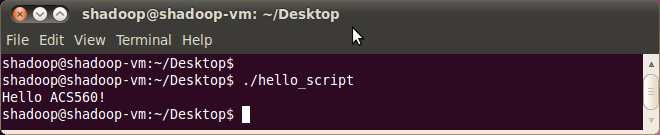 shadoop@shadoop-vm: ~/Desktop
File Edit View Terminal Help
shadoop@shadoop-vm:~/Desktop$
shadoop@shadoop-vm:~/Desktop$ ./hello_script
Hello ACS560!
shadoop@shadoop-vm:~/Desktop$